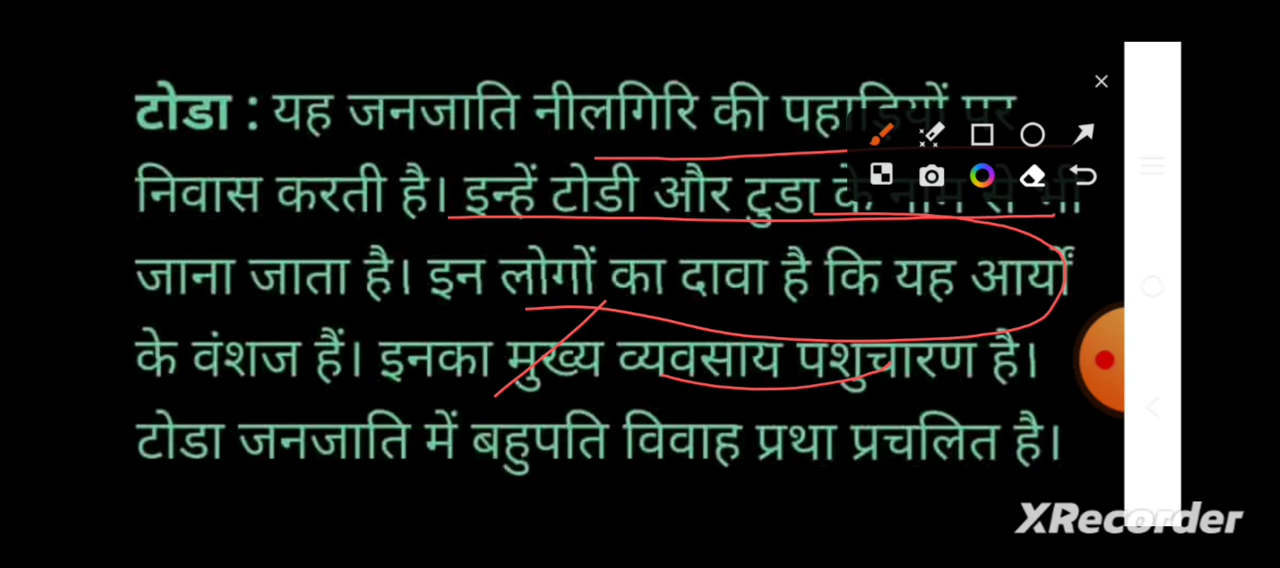 टोडा : यह जनजाति नीलगिरि की पहाड़ियों पर
निवास करती है। इन्हें टोडी और टुडा के नाम से भी
जाना जाता है। इन लोगों का दावा है कि यह आर्यों
के वंशज हैं। इनका मुख्य व्यवसाय पशुचारण है।
टोडा जनजाति में बहुपति विवाह प्रथा प्रचलित है।
XRecorder